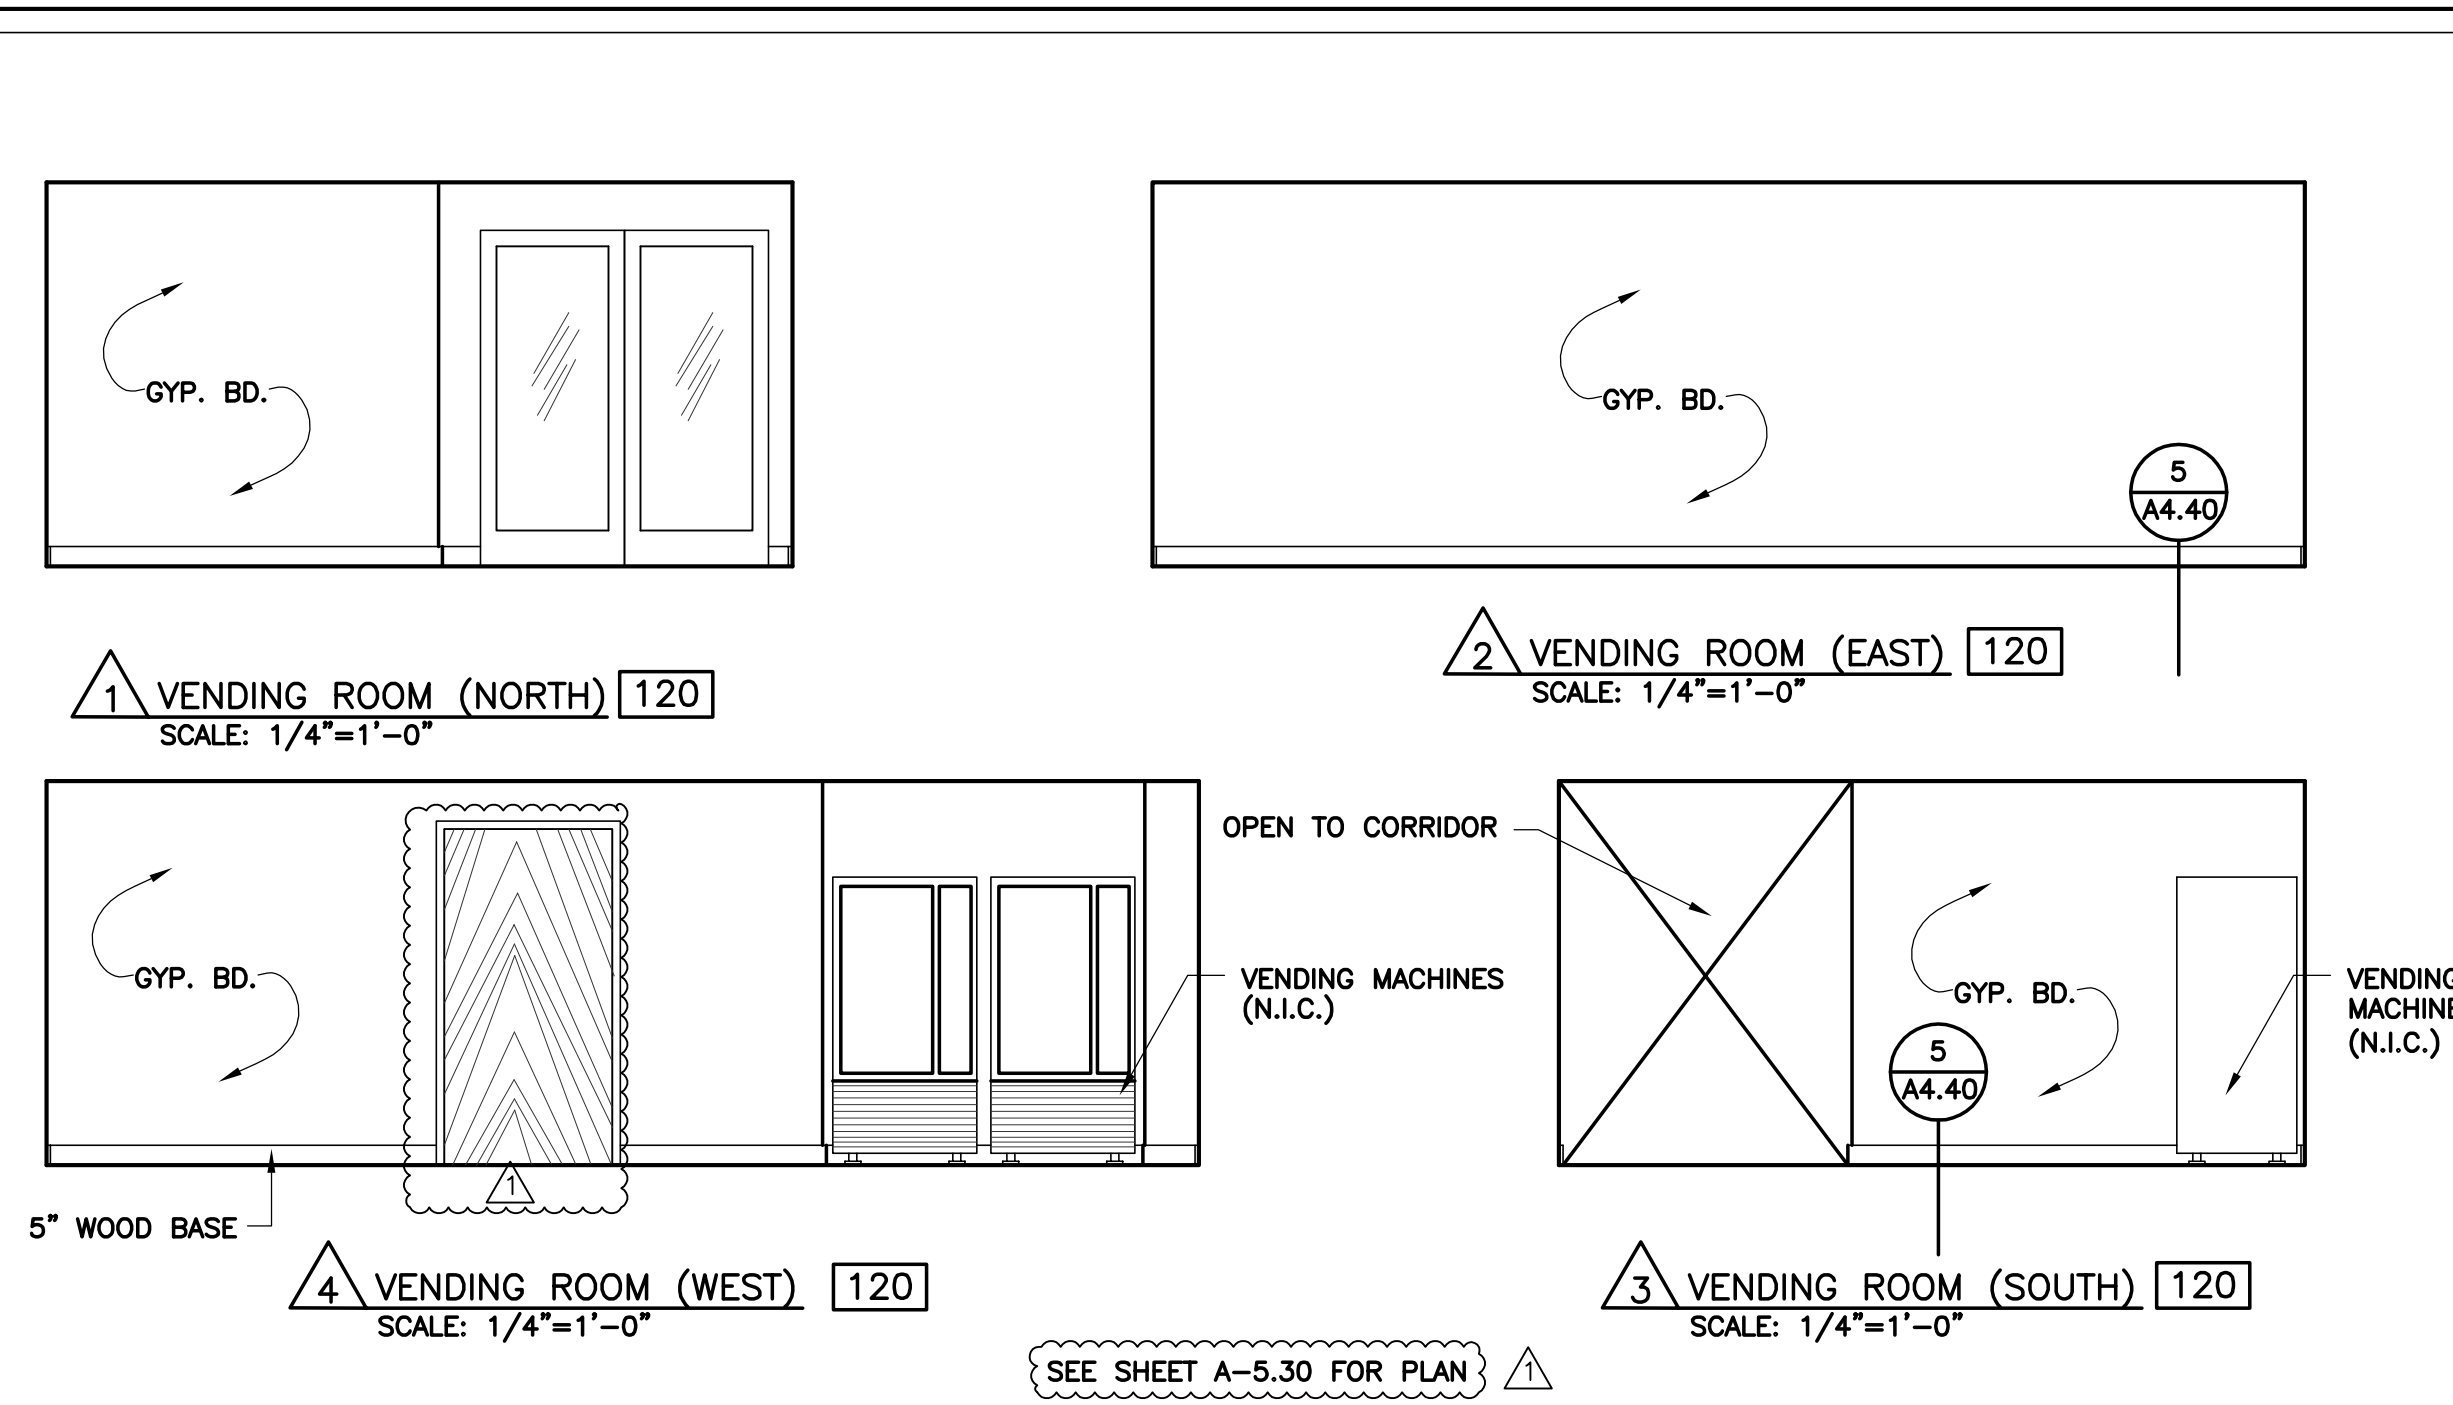 GYP. BD.
GYP. BD.
5
A4.40
1 VENDING ROOM (NORTH) 120
SCALE: 1/4"=1'-0"
2 VENDING ROOM (EAST) 120
SCALE: 1/4"=1'-0"
OPEN TO CORRIDOR
GYP. BD.
VENDING MACHINES
(N.I.C.)
GYP. BD.
5
A4.40
VENDING
MACHINE
(N.I.C.)
1
5" WOOD BASE
4 VENDING ROOM (WEST) 120
SCALE: 1/4"=1'-0"
3 VENDING ROOM (SOUTH) 120
SCALE: 1/4"=1'-0"
SEE SHEET A-5.30 FOR PLAN 1